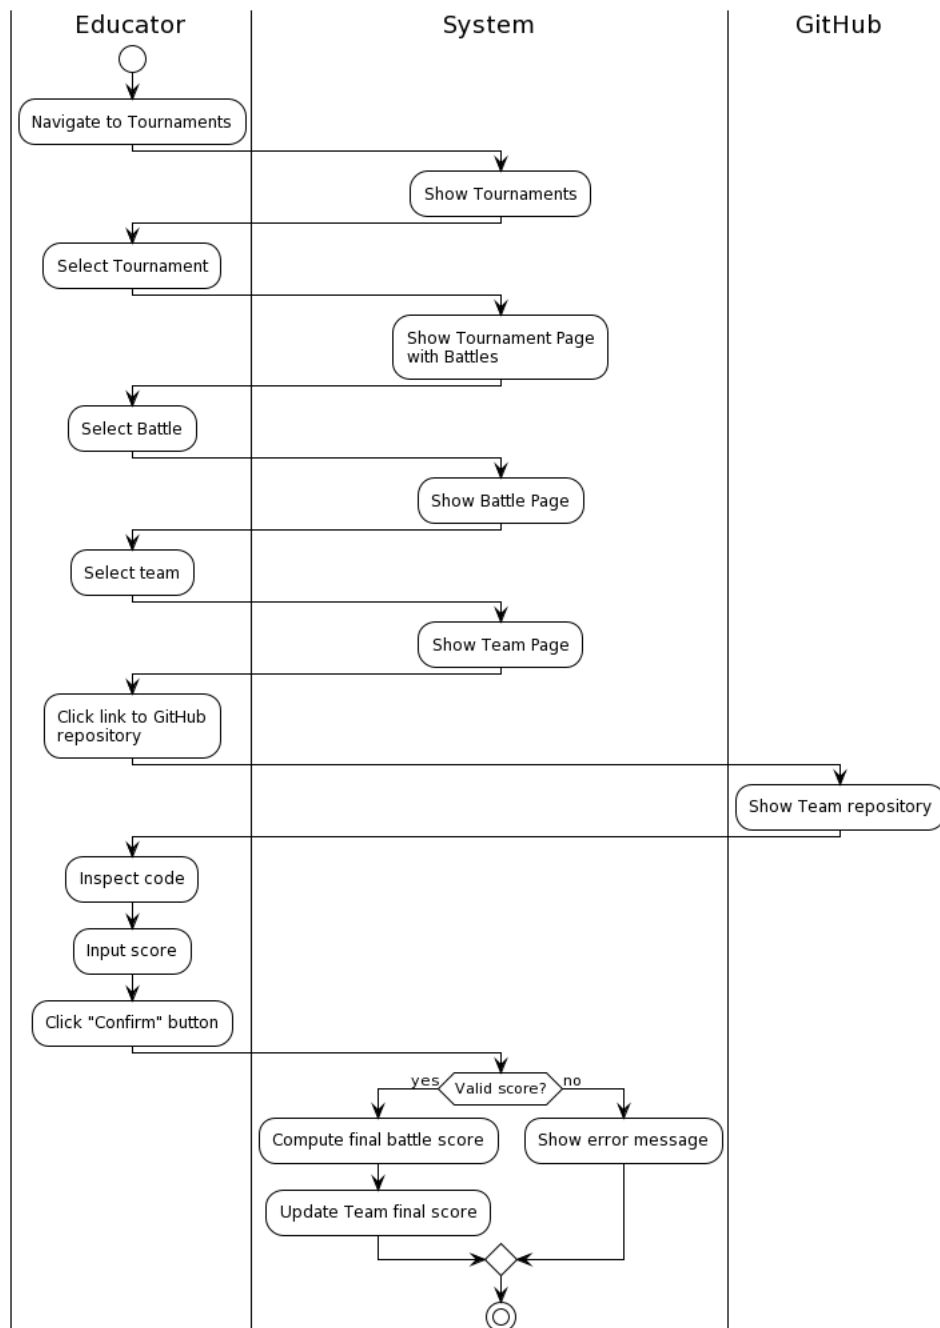 Educator
System
GitHub
Navigate to Tournaments
Show Tournaments
Select Tournament
Show Tournament Page
with Battles
Select Battle
Show Battle Page
Select team
Show Team Page
Click link to GitHub
repository
Show Team repository
Inspect code
Input score
Click "Confirm" button
yes
Valid score?
no
Compute final battle score
Show error message
Update Team final score